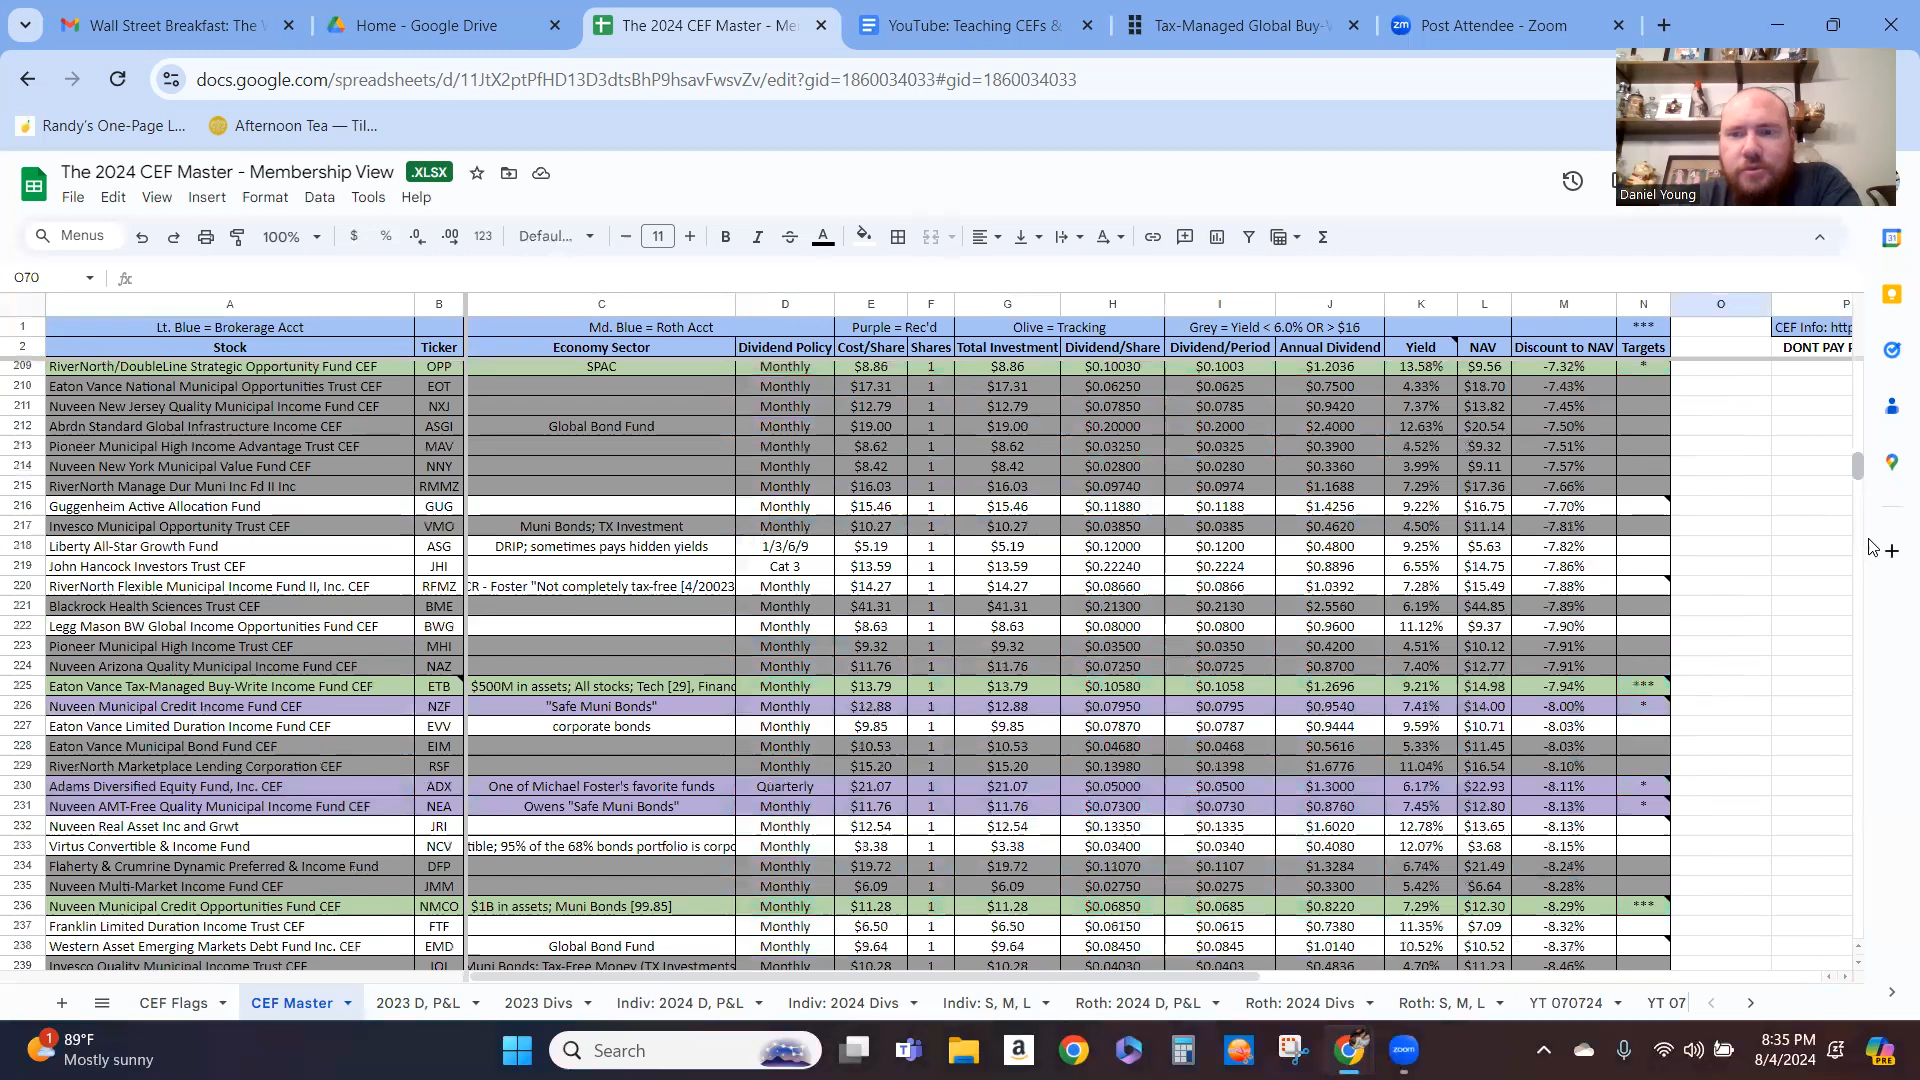 Wall Street Breakfast: The
Home - Google Drive
The 2024 CEF Master - Me
YouTube: Teaching CEFs &
Tax-Managed Global Buy-
zm Post Attendee - Zoom
docs.google.com/spreadsheets/d/11JtX2ptPfHD13D3dtsBhP9hsavFwsvZv/edit?gid=1860034033#gid=1860034033
Randy's One-Page L...
Afternoon Tea — Til...
The 2024 CEF Master - Membership View .XLSX
File Edit View Insert Format Data Tools Help
Daniel Young
Menus 100% $ % .0 .00 123 Defaul... 11 B I A
O70 fx
A B C D E F G H I J K L M N O P
1 Lt. Blue = Brokerage Acct Md. Blue = Roth Acct Purple = Rec'd Olive = Tracking Grey = Yield < 6.0% OR > $16 *** CEF Info: http
2 Stock Ticker Economy Sector Dividend Policy Cost/Share Shares Total Investment Dividend/Share Dividend/Period Annual Dividend Yield NAV Discount to NAV Targets DONT PAY
209 RiverNorth/DoubleLine Strategic Opportunity Fund CEF OPP SPAC Monthly $8.86 1 $8.86 $0.10030 $0.1003 $1.2036 13.58% $9.56 -7.32% *
210 Eaton Vance National Municipal Opportunities Trust CEF EOT Monthly $17.31 1 $17.31 $0.06250 $0.0625 $0.7500 4.33% $18.70 -7.43%
211 Nuveen New Jersey Quality Municipal Income Fund CEF NXJ Monthly $12.79 1 $12.79 $0.07850 $0.0785 $0.9420 7.37% $13.82 -7.45%
212 Abrdn Standard Global Infrastructure Income CEF ASGI Global Bond Fund Monthly $19.00 1 $19.00 $0.20000 $0.2000 $2.4000 12.63% $20.54 -7.50%
213 Pioneer Municipal High Income Advantage Trust CEF MAV Monthly $8.62 1 $8.62 $0.03250 $0.0325 $0.3900 4.52% $9.32 -7.51%
214 Nuveen New York Municipal Value Fund CEF NNY Monthly $8.42 1 $8.42 $0.02800 $0.0280 $0.3360 3.99% $9.11 -7.57%
215 RiverNorth Manage Dur Muni Inc Fd II Inc RMMZ Monthly $16.03 1 $16.03 $0.09740 $0.0974 $1.1688 7.29% $17.36 -7.66%
216 Guggenheim Active Allocation Fund GUG Monthly $15.46 1 $15.46 $0.11880 $0.1188 $1.4256 9.22% $16.75 -7.70%
217 Invesco Municipal Opportunity Trust CEF VMO Muni Bonds; TX Investment Monthly $10.27 1 $10.27 $0.03850 $0.0385 $0.4620 4.50% $11.14 -7.81%
218 Liberty All-Star Growth Fund ASG DRIP; sometimes pays hidden yields 1/3/6/9 $5.19 1 $5.19 $0.12000 $0.1200 $0.4800 9.25% $5.63 -7.82%
219 John Hancock Investors Trust CEF JHI Cat 3 $13.59 1 $13.59 $0.22240 $0.2224 $0.8896 6.55% $14.75 -7.86%
220 RiverNorth Flexible Municipal Income Fund II, Inc. CEF RFMZ CR - Foster "Not completely tax-free [4/20023 Monthly $14.27 1 $14.27 $0.08660 $0.0866 $1.0392 7.28% $15.49 -7.88%
221 Blackrock Health Sciences Trust CEF BME Monthly $41.31 1 $41.31 $0.21300 $0.2130 $2.5560 6.19% $44.85 -7.89%
222 Legg Mason BW Global Income Opportunities Fund CEF BWG Monthly $8.63 1 $8.63 $0.08000 $0.0800 $0.9600 11.12% $9.37 -7.90%
223 Pioneer Municipal High Income Trust CEF MHI Monthly $9.32 1 $9.32 $0.03500 $0.0350 $0.4200 4.51% $10.12 -7.91%
224 Nuveen Arizona Quality Municipal Income Fund CEF NAZ Monthly $11.76 1 $11.76 $0.07250 $0.0725 $0.8700 7.40% $12.77 -7.91%
225 Eaton Vance Tax-Managed Buy-Write Income Fund CEF ETB $500M in assets; All stocks; Tech [29], Financ Monthly $13.79 1 $13.79 $0.10580 $0.1058 $1.2696 9.21% $14.98 -7.94% ***
226 Nuveen Municipal Credit Income Fund CEF NZF "Safe Muni Bonds" Monthly $12.88 1 $12.88 $0.07950 $0.0795 $0.9540 7.41% $14.00 -8.00% *
227 Eaton Vance Limited Duration Income Fund CEF EVV corporate bonds Monthly $9.85 1 $9.85 $0.07870 $0.0787 $0.9444 9.59% $10.71 -8.03%
228 Eaton Vance Municipal Bond Fund CEF EIM Monthly $10.53 1 $10.53 $0.04680 $0.0468 $0.5616 5.33% $11.45 -8.03%
229 RiverNorth Marketplace Lending Corporation CEF RSF Monthly $15.20 1 $15.20 $0.13980 $0.1398 $1.6776 11.04% $16.54 -8.10%
230 Adams Diversified Equity Fund, Inc. CEF ADX One of Michael Foster's favorite funds Quarterly $21.07 1 $21.07 $0.05000 $0.0500 $1.3000 6.17% $22.93 -8.11% *
231 Nuveen AMT-Free Quality Municipal Income Fund CEF NEA Owens "Safe Muni Bonds" Monthly $11.76 1 $11.76 $0.07300 $0.0730 $0.8760 7.45% $12.80 -8.13% *
232 Nuveen Real Asset Inc and Grwt JRI Monthly $12.54 1 $12.54 $0.13350 $0.1335 $1.6020 12.78% $13.65 -8.13%
233 Virtus Convertible & Income Fund NCV tible; 95% of the 68% bonds portfolio is corpo Monthly $3.38 1 $3.38 $0.03400 $0.0340 $0.4080 12.07% $3.68 -8.15%
234 Flaherty & Crumrine Dynamic Preferred & Income Fund DFP Monthly $19.72 1 $19.72 $0.11070 $0.1107 $1.3284 6.74% $21.49 -8.24%
235 Nuveen Multi-Market Income Fund CEF JMM Monthly $6.09 1 $6.09 $0.02750 $0.0275 $0.3300 5.42% $6.64 -8.28%
236 Nuveen Municipal Credit Opportunities Fund CEF NMCO $1B in assets; Muni Bonds [99.85] Monthly $11.28 1 $11.28 $0.06850 $0.0685 $0.8220 7.29% $12.30 -8.29% ***
237 Franklin Limited Duration Income Trust CEF FTF Monthly $6.50 1 $6.50 $0.06150 $0.0615 $0.7380 11.35% $7.09 -8.32%
238 Western Asset Emerging Markets Debt Fund Inc. CEF EMD Global Bond Fund Monthly $9.64 1 $9.64 $0.08450 $0.0845 $1.0140 10.52% $10.52 -8.37%
239 Invesco Quality Municipal Income Trust CEF IQI Muni Bonds; Tax-Free Money (TX Investments Monthly $10.28 1 $10.28 $0.04030 $0.0403 $0.4836 4.70% $11.23 -8.46%
CEF Flags CEF Master 2023 D, P&L 2023 Divs Indiv: 2024 D, P&L Indiv: 2024 Divs Indiv: S, M, L Roth: 2024 D, P&L Roth: 2024 Divs Roth: S, M, L YT 070724 YT 07
1 89°F
Mostly sunny
Search
zoom
8:35 PM
8/4/2024
PRE